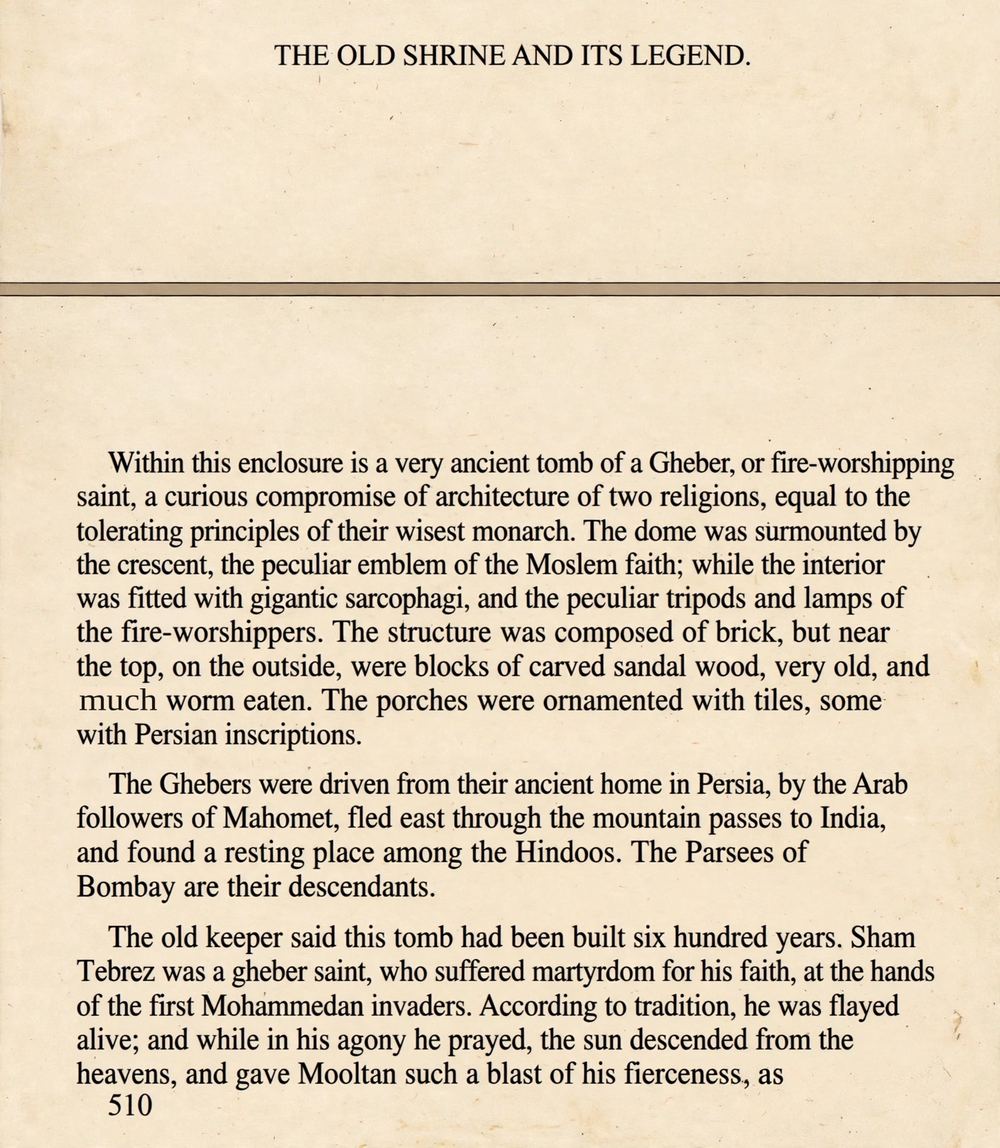 THE OLD SHRINE AND ITS LEGEND.
Within this enclosure is a very ancient tomb of a Gheber, or fire-worshipping
saint, a curious compromise of architecture of two religions, equal to the
tolerating principles of their wisest monarch. The dome was surmounted by
the crescent, the peculiar emblem of the Moslem faith; while the interior
was fitted with gigantic sarcophagi, and the peculiar tripods and lamps of
the fire-worshippers. The structure was composed of brick, but near
the top, on the outside, were blocks of carved sandal wood, very old, and
much worm eaten. The porches were ornamented with tiles, some
with Persian inscriptions.
The Ghebers were driven from their ancient home in Persia, by the Arab
followers of Mahomet, fled east through the mountain passes to India,
and found a resting place among the Hindoos. The Parsees of
Bombay are their descendants.
The old keeper said this tomb had been built six hundred years. Sham
Tebrez was a gheber saint, who suffered martyrdom for his faith, at the hands
of the first Mohammedan invaders. According to tradition, he was flayed
alive; and while in his agony he prayed, the sun descended from the
heavens, and gave Mooltan such a blast of his fierceness, as
510